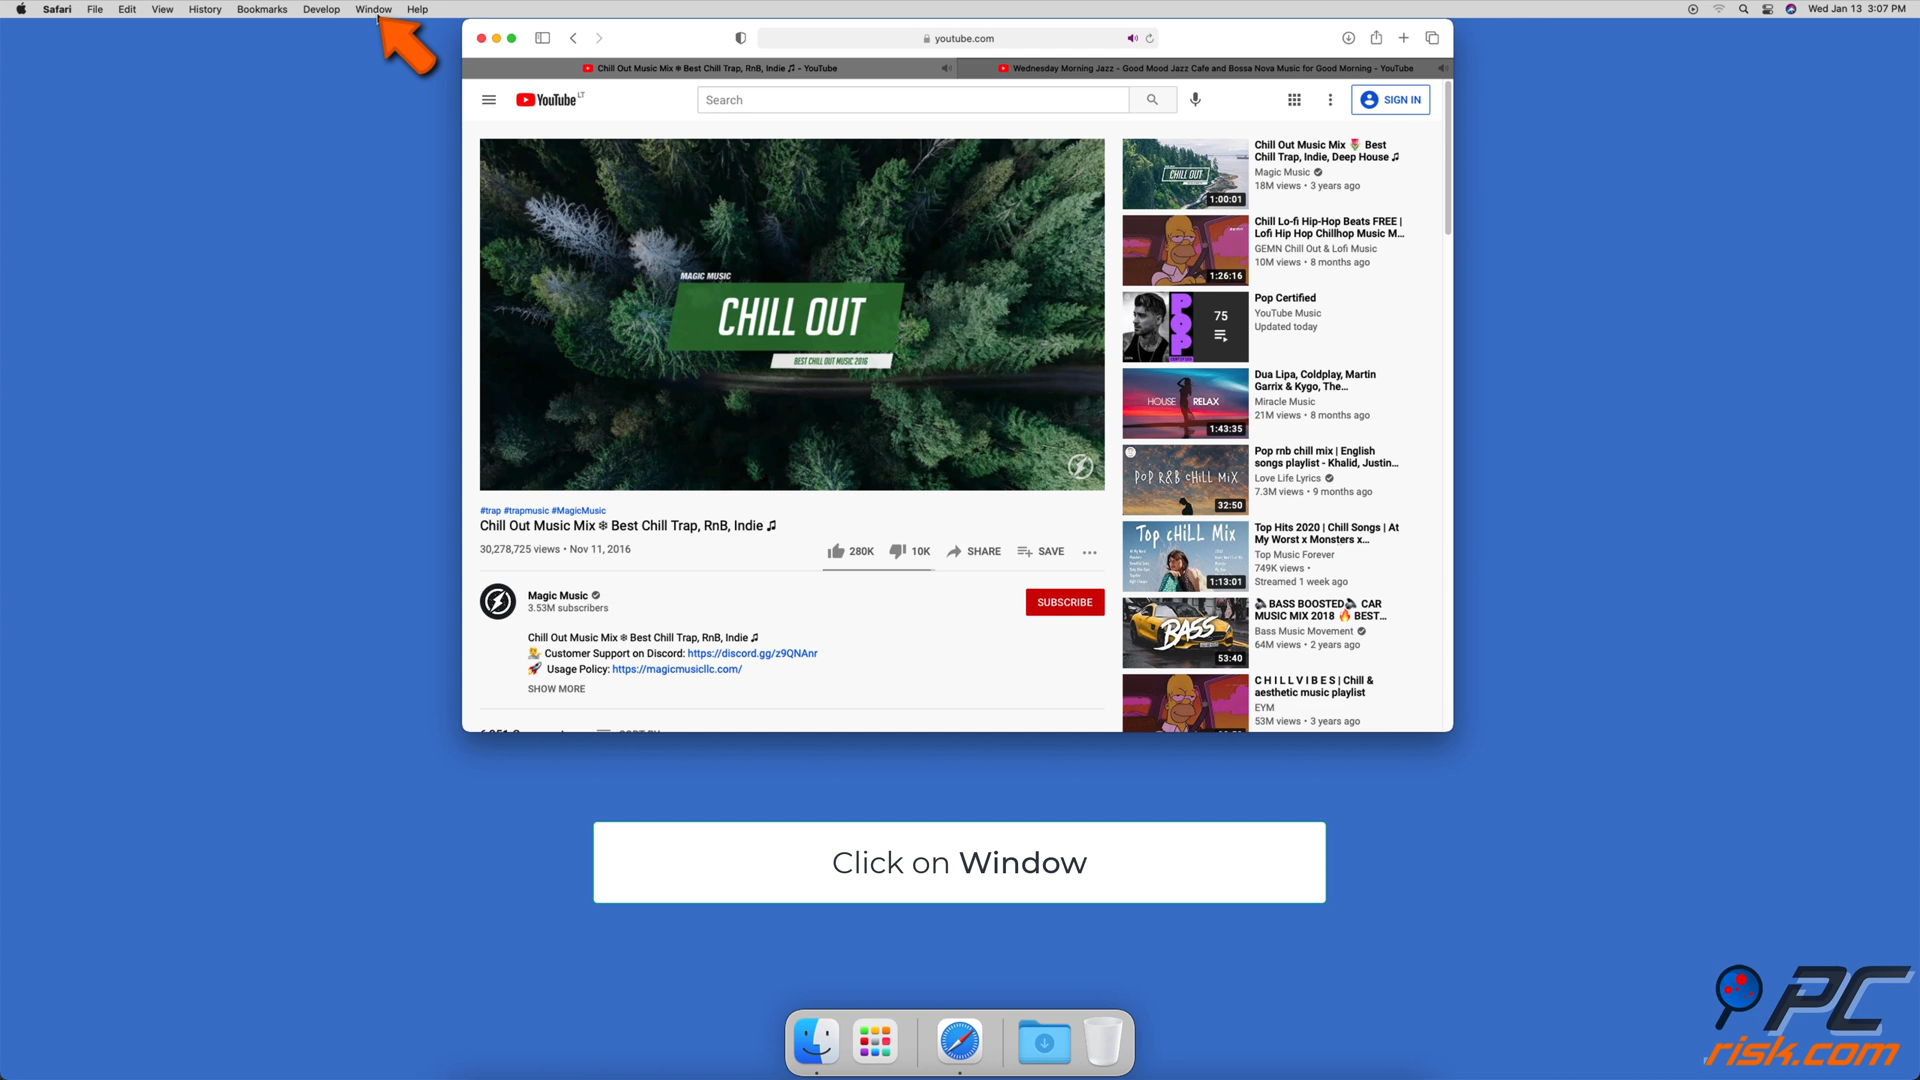 Safari File Edit View History Bookmarks Develop Window Help
Wed Jan 13 3:07 PM
youtube.com
Chill Out Music Mix ❄ Best Chill Trap, RnB, Indie ♫ - YouTube
Wednesday Morning Jazz - Good Mood Jazz Cafe and Bossa Nova Music for Good Morning - YouTube
YouTube LT
Search
SIGN IN
MAGIC MUSIC
CHILL OUT
BEST CHILL OUT MUSIC 2016
#trap #trapmusic #MagicMusic
Chill Out Music Mix ❄ Best Chill Trap, RnB, Indie ♫
30,278,725 views • Nov 11, 2016
280K 10K SHARE SAVE
Magic Music
3.53M subscribers
SUBSCRIBE
Chill Out Music Mix ❄ Best Chill Trap, RnB, Indie ♫
Customer Support on Discord: https://discord.gg/z9QNAnr
🚀 Usage Policy: https://magicmusicllc.com/
SHOW MORE
CHILL OUT
1:00:01
Chill Out Music Mix 🌷 Best
Chill Trap, Indie, Deep House ♫
Magic Music
18M views • 3 years ago
1:26:16
Chill Lo-fi Hip-Hop Beats FREE |
Lofi Hip Hop Chillhop Music M...
GEMN Chill Out & Lofi Music
10M views • 8 months ago
POP
75
Pop Certified
YouTube Music
Updated today
HOUSE RELAX
1:43:35
Dua Lipa, Coldplay, Martin
Garrix & Kygo, The...
Miracle Music
21M views • 8 months ago
POP R&B CHILL MIX
32:50
Pop rnb chill mix | English
songs playlist - Khalid, Justin...
Love Life Lyrics
7.3M views • 9 months ago
Top CHILL Mix
1:13:01
Top Hits 2020 | Chill Songs | At
My Worst x Monsters x...
Top Music Forever
749K views •
Streamed 1 week ago
BASS
53:40
🔈BASS BOOSTED🔈 CAR
MUSIC MIX 2018 🔥 BEST...
Bass Music Movement
64M views • 2 years ago
C H I L L V I B E S | Chill &
aesthetic music playlist
EYM
53M views • 3 years ago
Click on Window
PC
risk.com